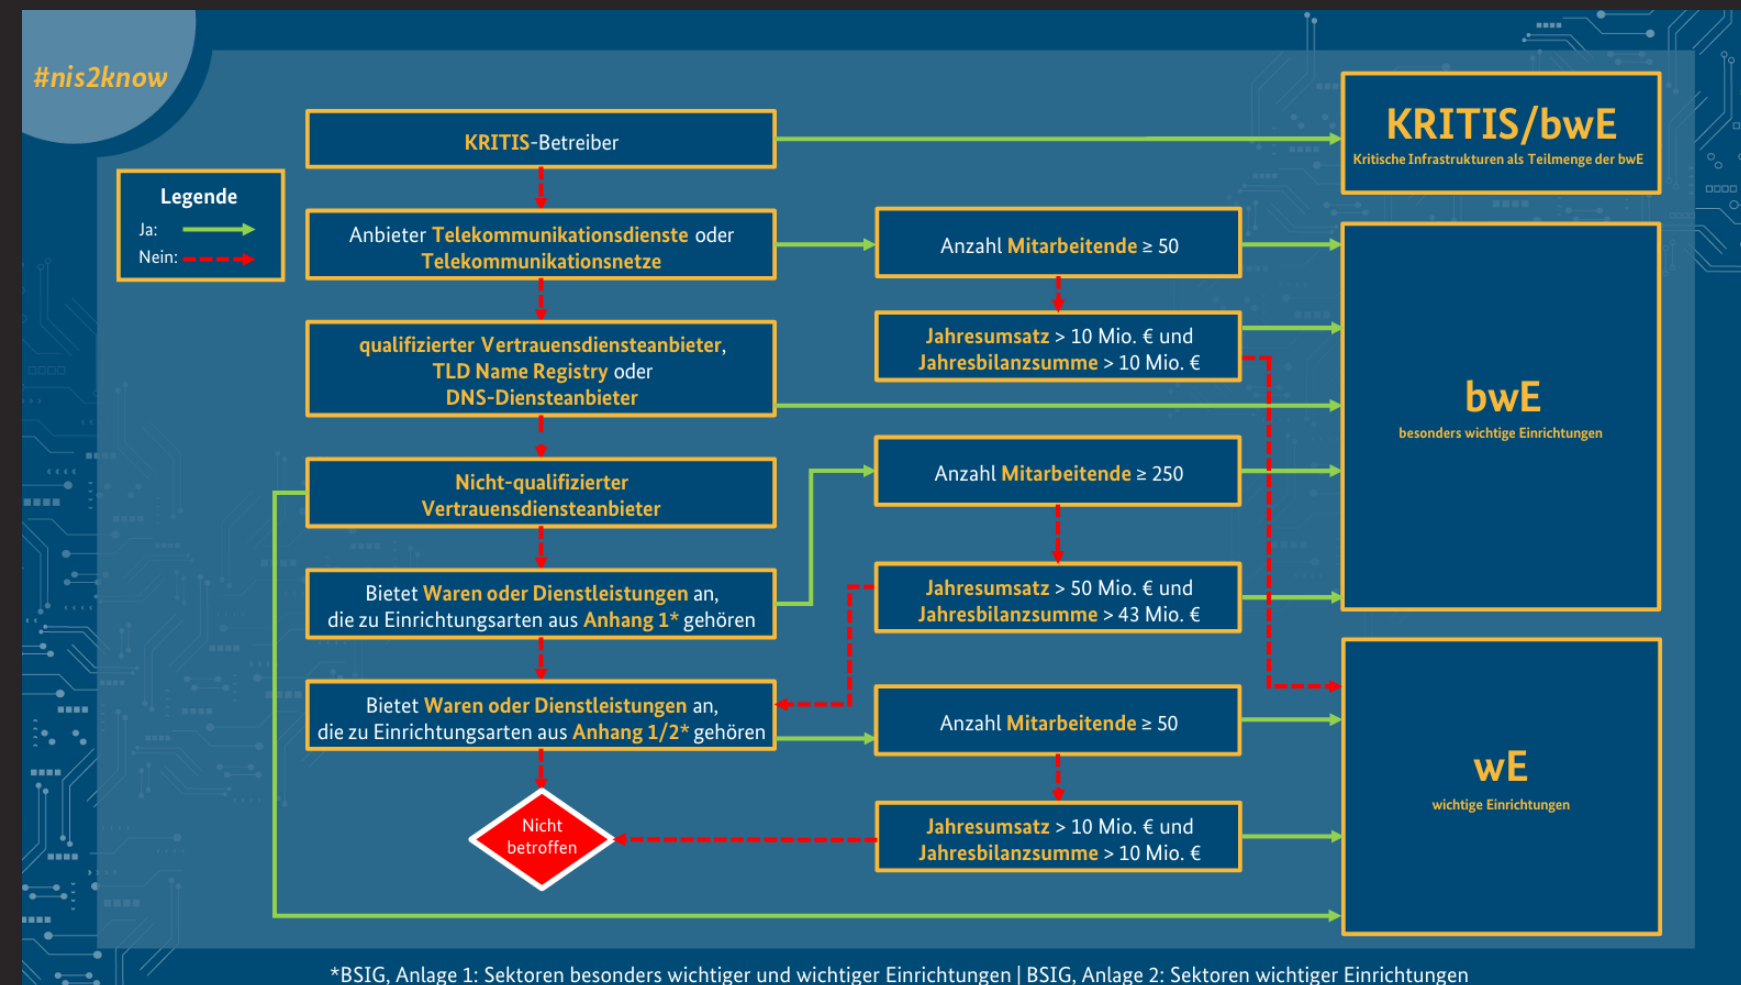 #nis2know
KRITIS/bwE
Kritische Infrastrukturen als Teilmenge der bwE
KRITIS-Betreiber
Legende
Ja:
Nein:
Anbieter Telekommunikationsdienste oder
Telekommunikationsnetze
Anzahl Mitarbeitende ≥ 50
Jahresumsatz > 10 Mio. € und
Jahresbilanzsumme > 10 Mio. €
qualifizierter Vertrauensdiensteanbieter,
TLD Name Registry oder
DNS-Diensteanbieter
bwE
besonders wichtige Einrichtungen
Nicht-qualifizierter
Vertrauensdiensteanbieter
Anzahl Mitarbeitende ≥ 250
Bietet Waren oder Dienstleistungen an,
die zu Einrichtungsarten aus Anhang 1* gehören
Jahresumsatz > 50 Mio. € und
Jahresbilanzsumme > 43 Mio. €
Bietet Waren oder Dienstleistungen an,
die zu Einrichtungsarten aus Anhang 1/2* gehören
Anzahl Mitarbeitende ≥ 50
wE
wichtige Einrichtungen
Nicht
betroffen
Jahresumsatz > 10 Mio. € und
Jahresbilanzsumme > 10 Mio. €
*BSIG, Anlage 1: Sektoren besonders wichtiger und wichtiger Einrichtungen | BSIG, Anlage 2: Sektoren wichtiger Einrichtungen